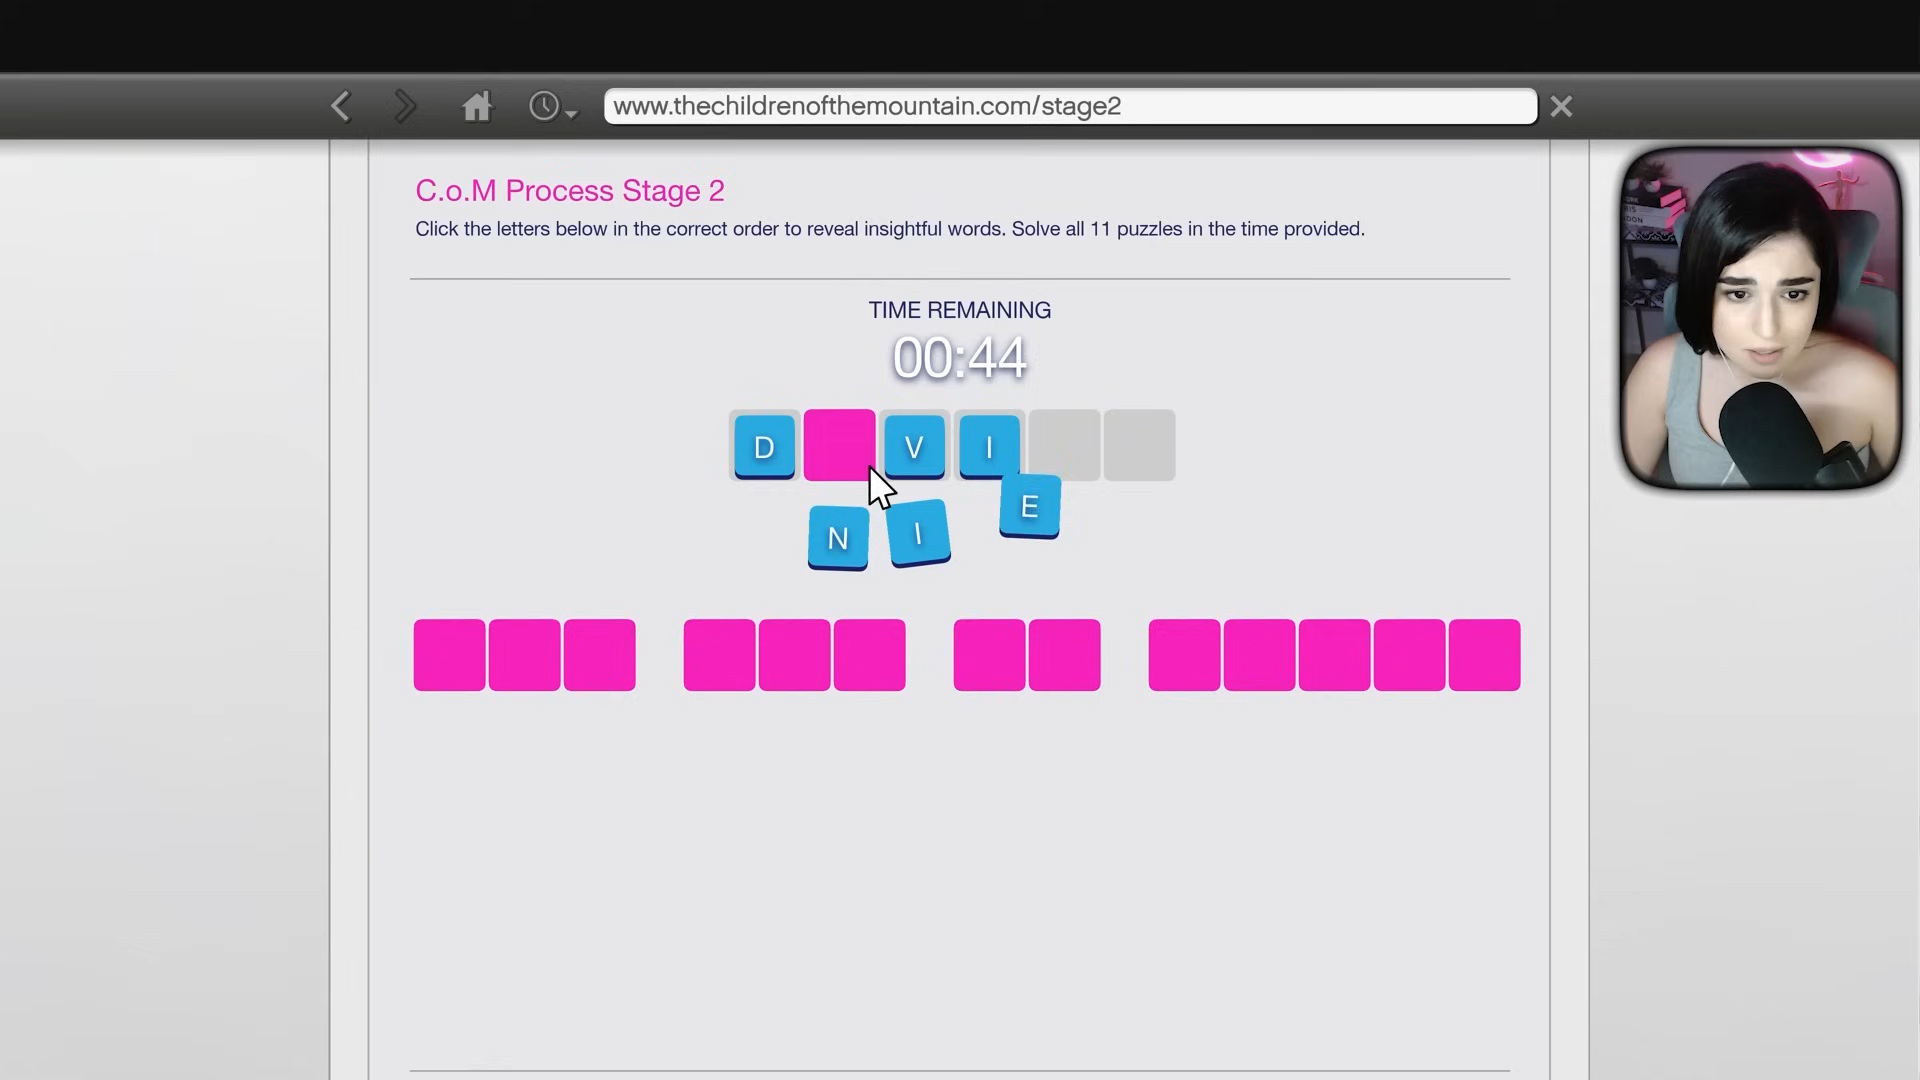 www.thechildrenofthemountain.com/stage2
C.o.M Process Stage 2
Click the letters below in the correct order to reveal insightful words. Solve all 11 puzzles in the time provided.
TIME REMAINING
00:44
D V I
N I E